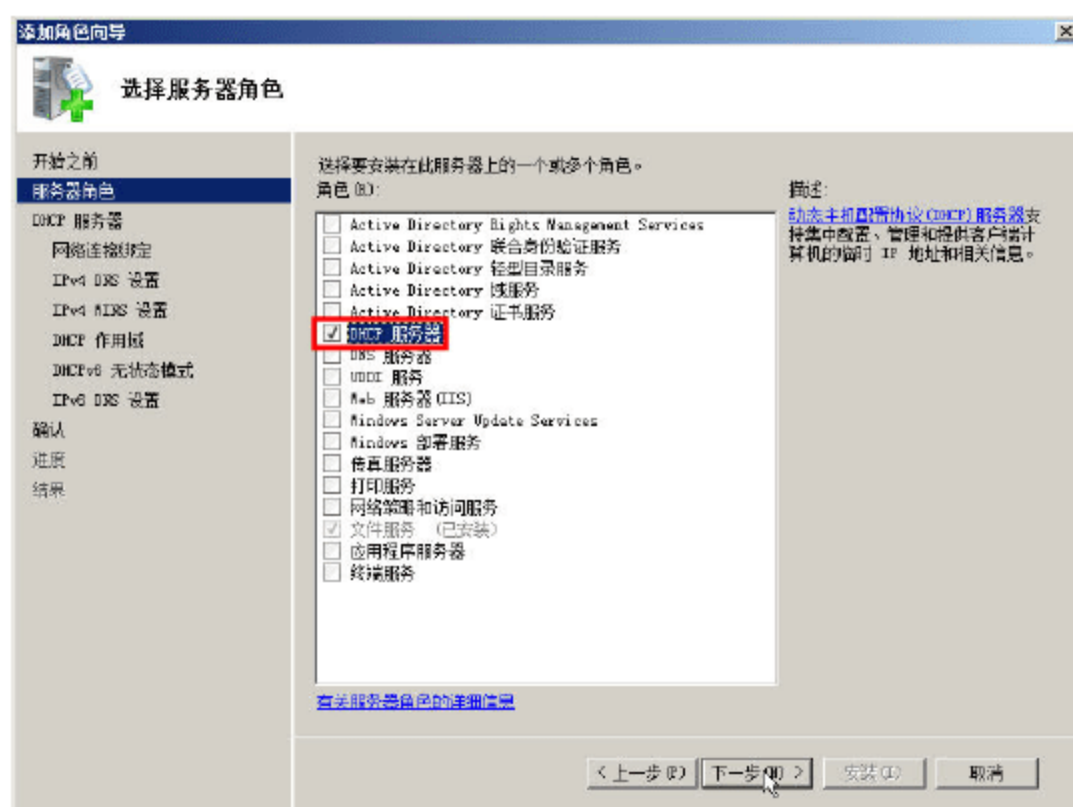 添加角色向导
选择服务器角色
开始之前
服务器角色
DHCP 服务器
网络连接绑定
IPv4 DNS 设置
IPv4 WINS 设置
DHCP 作用域
DHCPv6 无状态模式
IPv6 DNS 设置
确认
进度
结果
选择要安装在此服务器上的一个或多个角色。
角色(R):
Active Directory Rights Management Services
Active Directory 联合身份验证服务
Active Directory 轻型目录服务
Active Directory 域服务
Active Directory 证书服务
DHCP 服务器
DNS 服务器
UDDI 服务
Web 服务器(IIS)
Windows Server Update Services
Windows 部署服务
传真服务器
打印服务
网络策略和访问服务
文件服务 （已安装）
应用程序服务器
终端服务
有关服务器角色的详细信息
描述:
动态主机配置协议(DHCP)服务器支
持集中配置、管理和提供客户端计
算机的临时 IP 地址和相关信息。
< 上一步(P)
下一步(N) >
安装(I)
取消